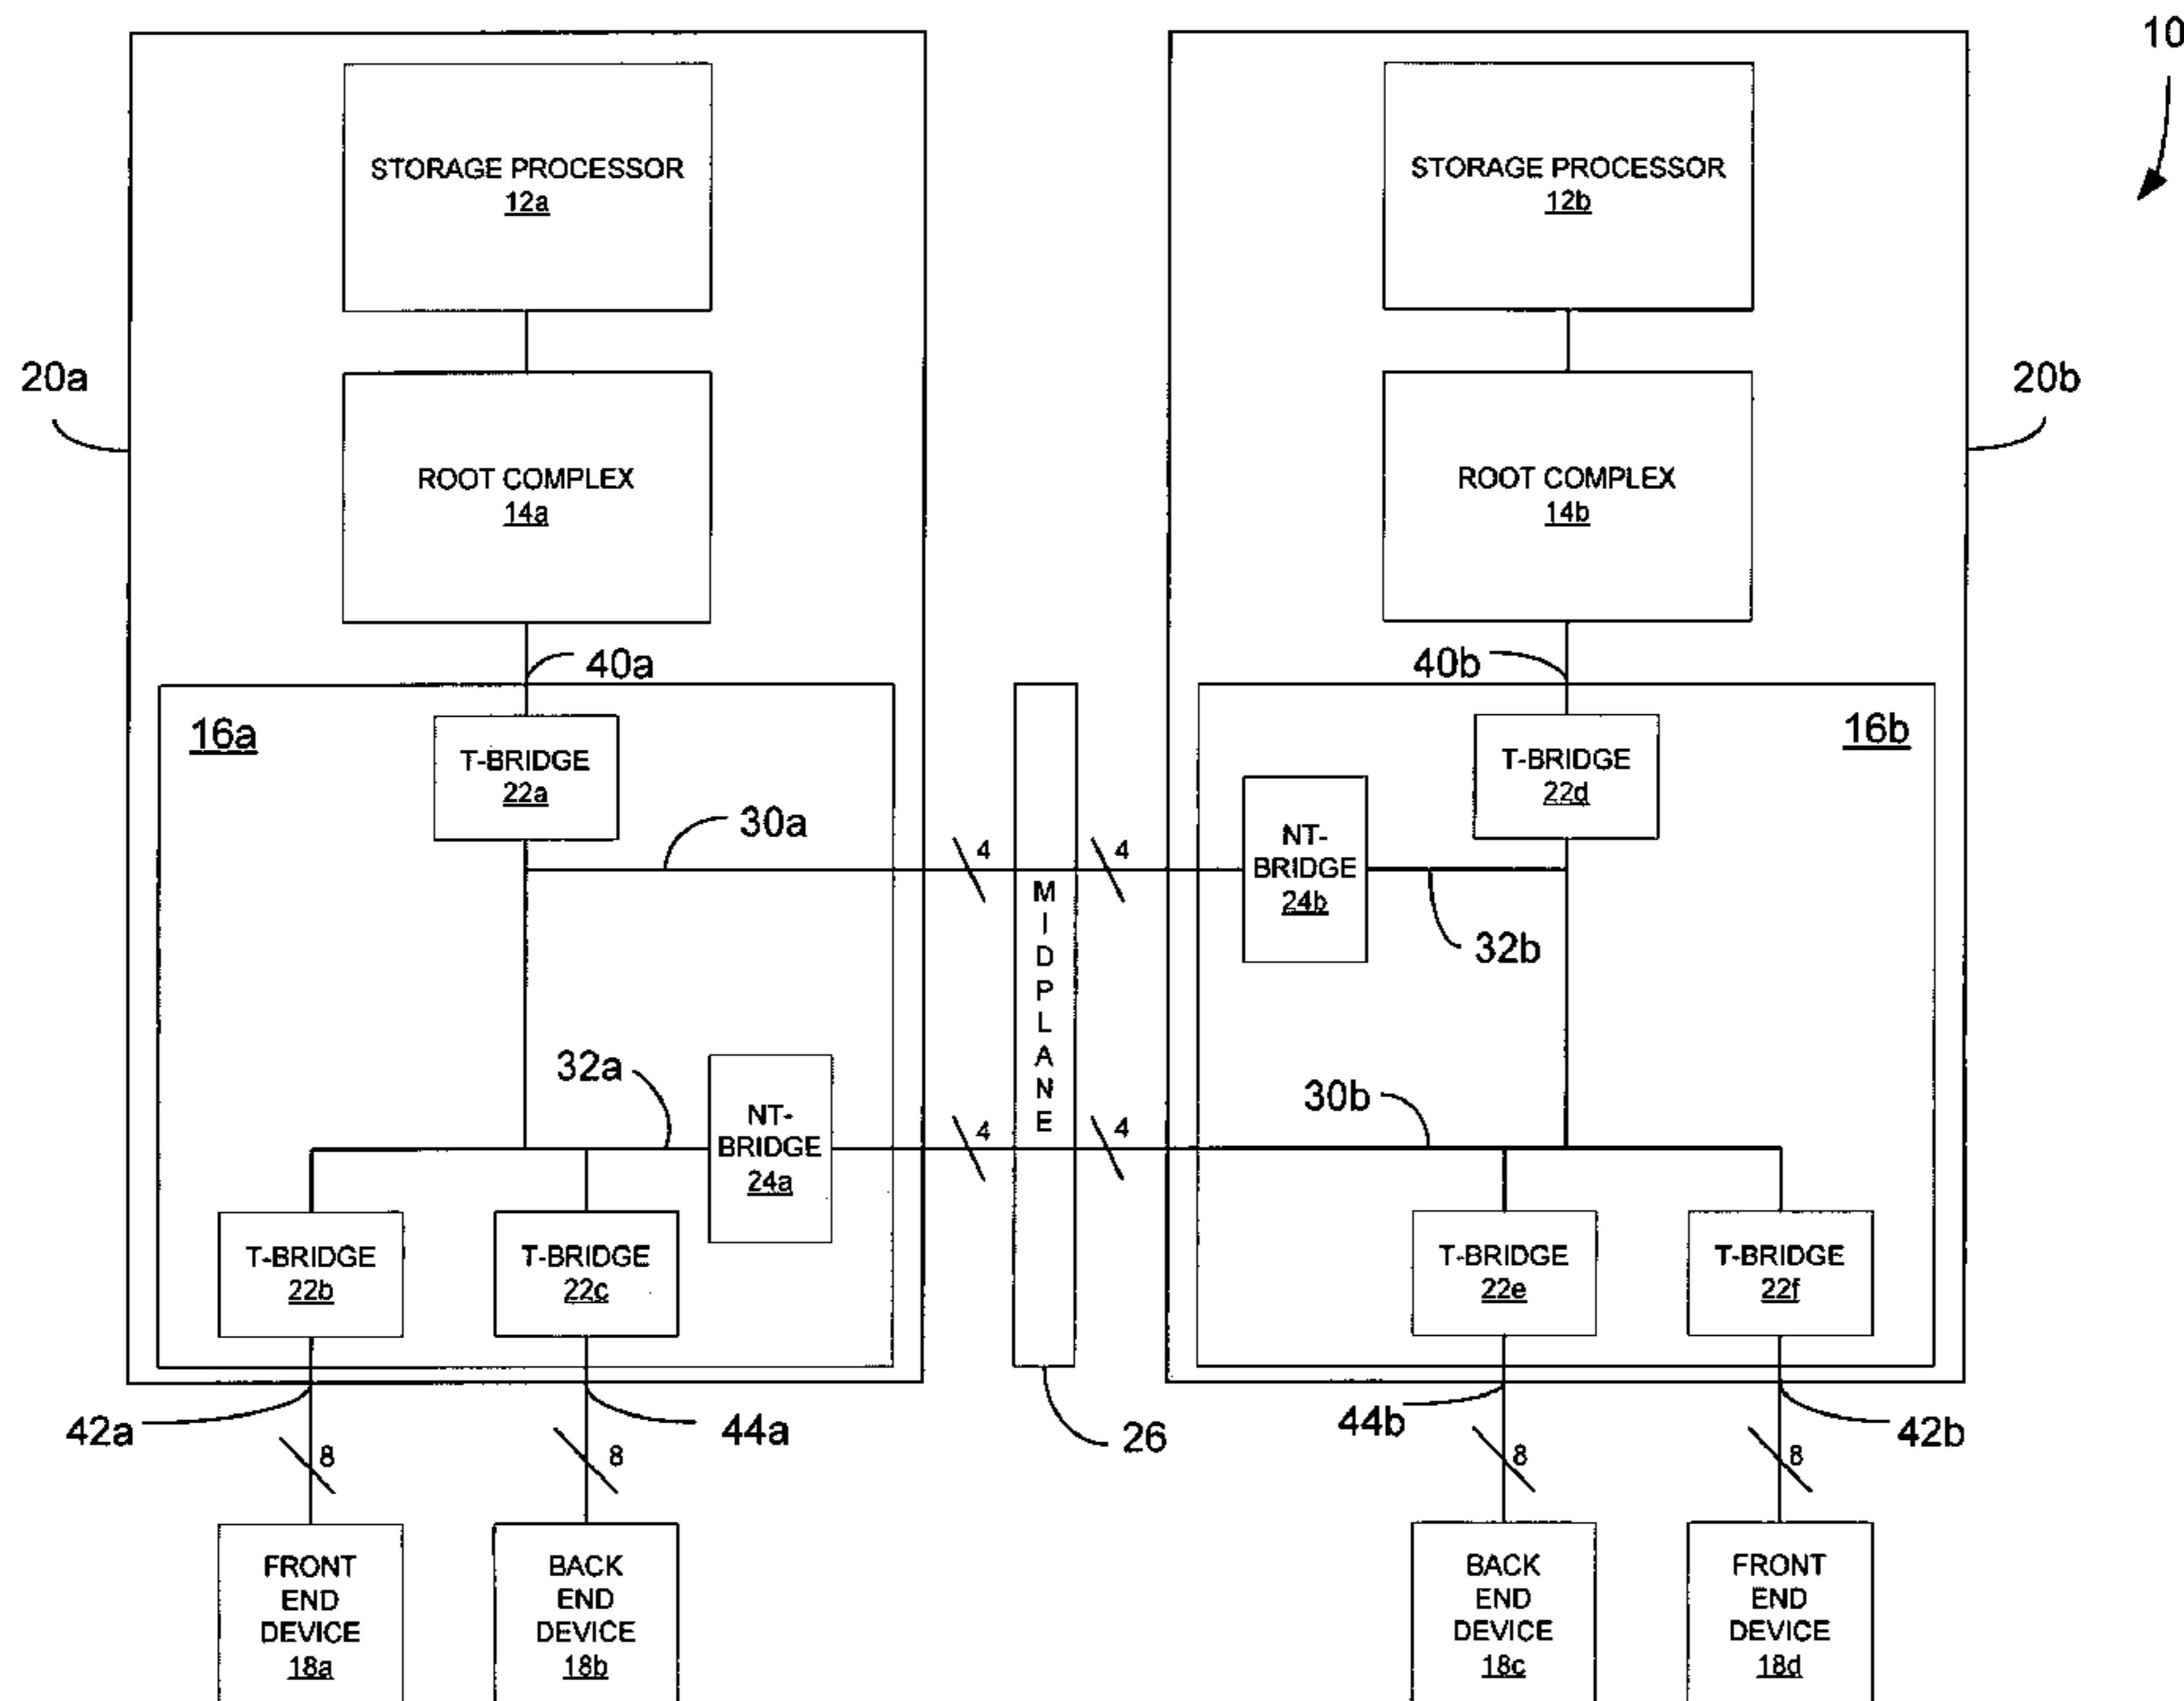 10
STORAGE PROCESSOR
12a
STORAGE PROCESSOR
12b
20a
20b
ROOT COMPLEX
14a
ROOT COMPLEX
14b
40a
40b
16a
16b
T-BRIDGE
22a
T-BRIDGE
22d
30a
4
4
NT-
BRIDGE
24b
32b
MIDPLANE
32a
30b
NT-
BRIDGE
24a
4
4
T-BRIDGE
22b
T-BRIDGE
22c
T-BRIDGE
22e
T-BRIDGE
22f
42a
44a
26
44b
42b
8
8
8
8
FRONT
END
DEVICE
18a
BACK
END
DEVICE
18b
BACK
END
DEVICE
18c
FRONT
END
DEVICE
18d